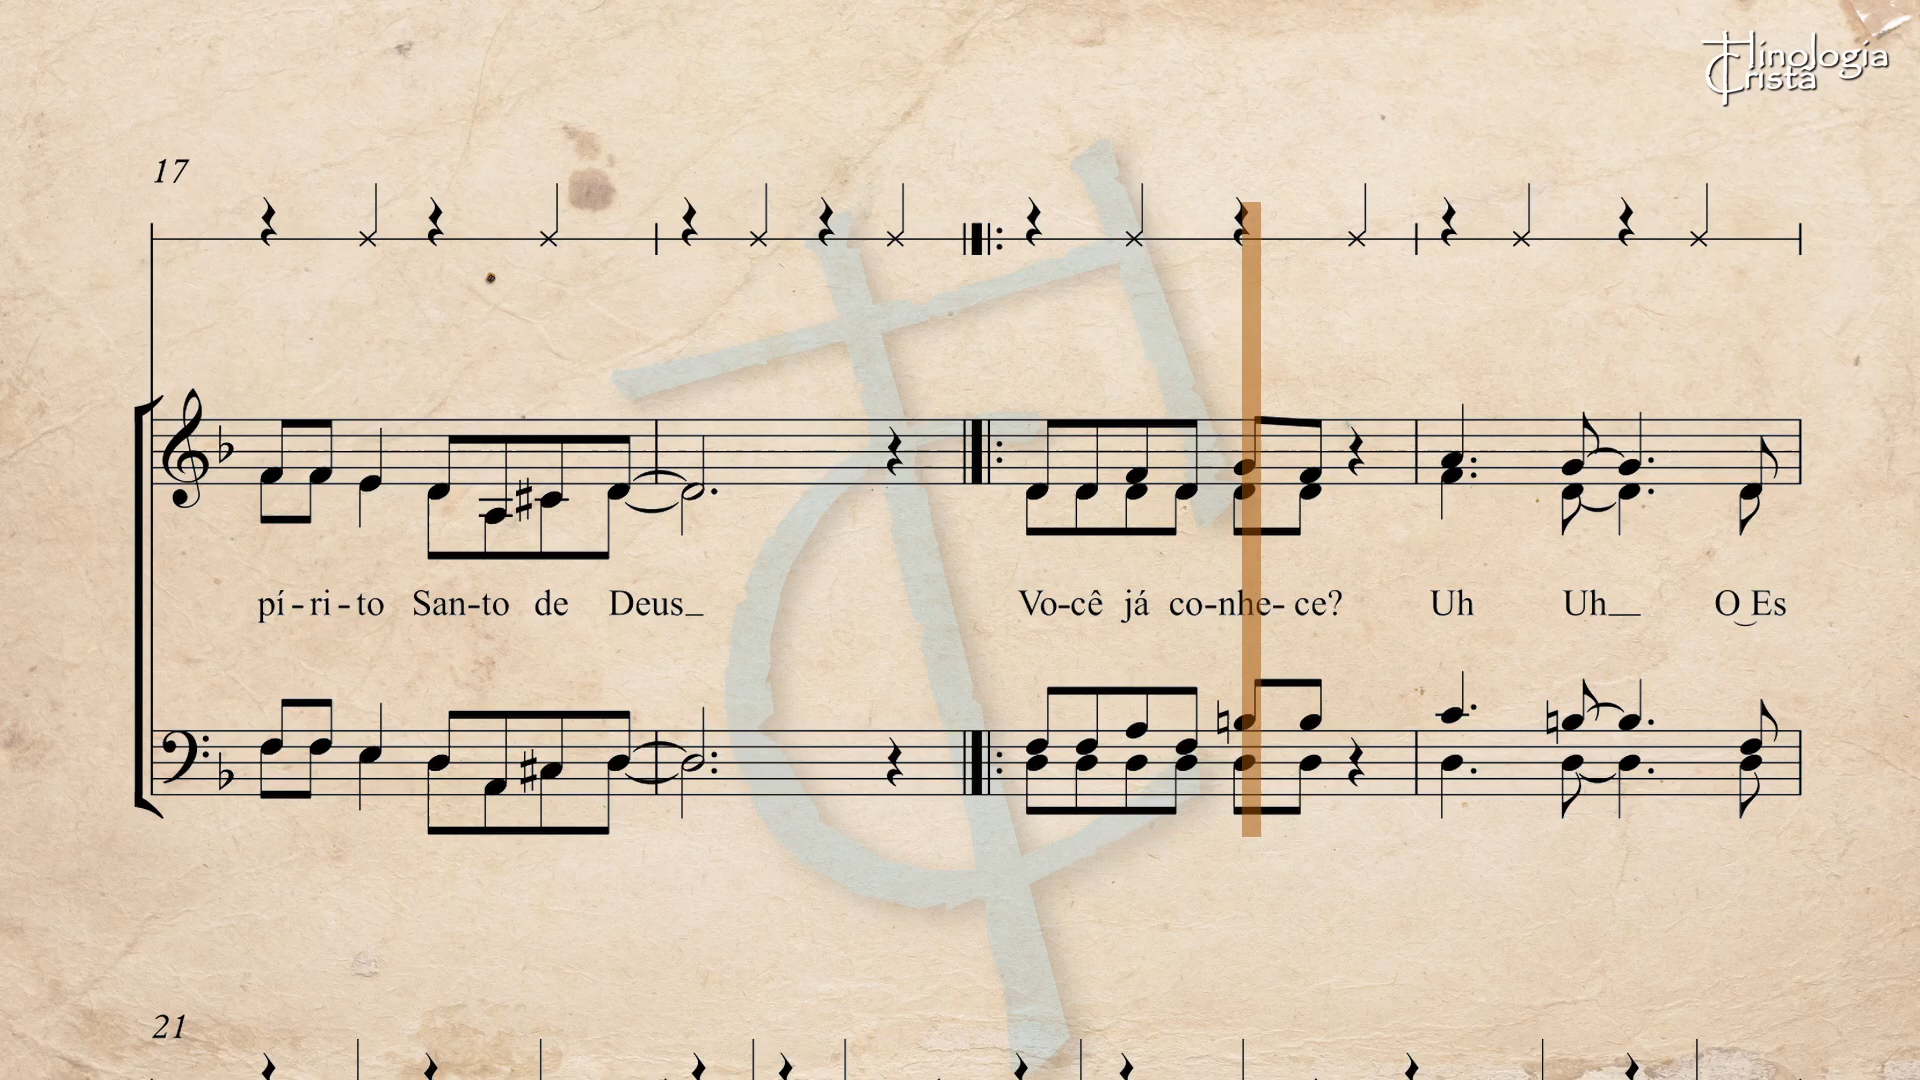 Hinologia
Cristã
17
pí-ri-to San-to de Deus_
Vo-cê já co-nhe- ce? Uh Uh__ O Es
21